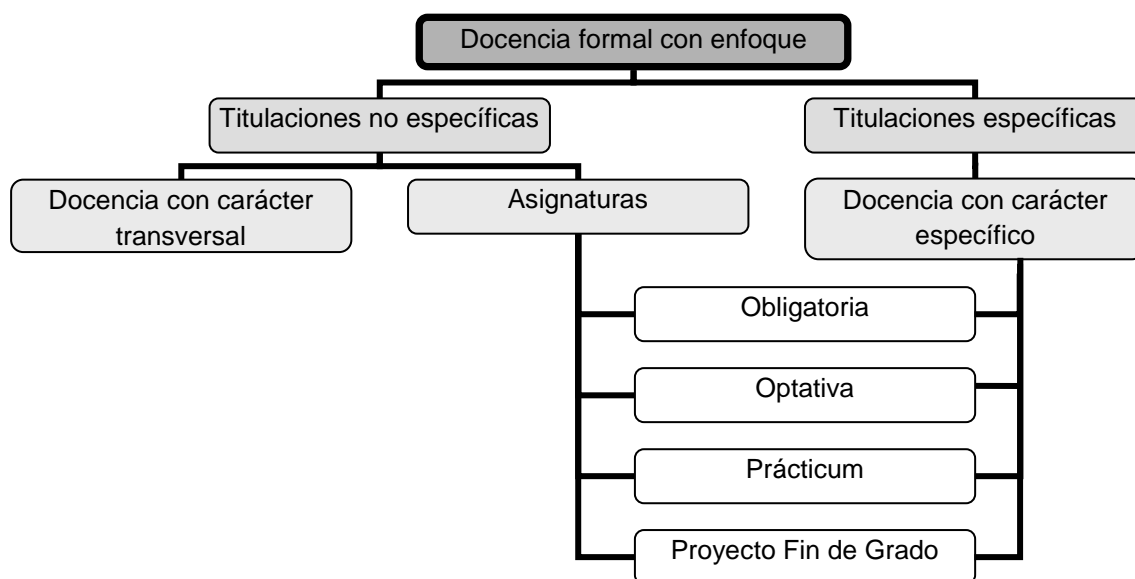 Docencia formal con enfoque
Titulaciones no específicas
Titulaciones específicas
Docencia con carácter
transversal
Asignaturas
Docencia con carácter
específico
Obligatoria
Optativa
Prácticum
Proyecto Fin de Grado